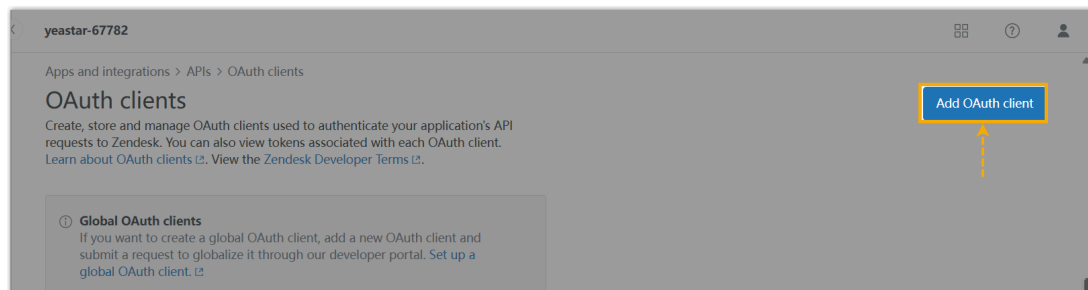 yeastar-67782
Apps and integrations > APIs > OAuth clients
OAuth clients
Add OAuth client
Create, store and manage OAuth clients used to authenticate your application's API
requests to Zendesk. You can also view tokens associated with each OAuth client.
Learn about OAuth clients. View the Zendesk Developer Terms.
Global OAuth clients
If you want to create a global OAuth client, add a new OAuth client and
submit a request to globalize it through our developer portal. Set up a
global OAuth client.